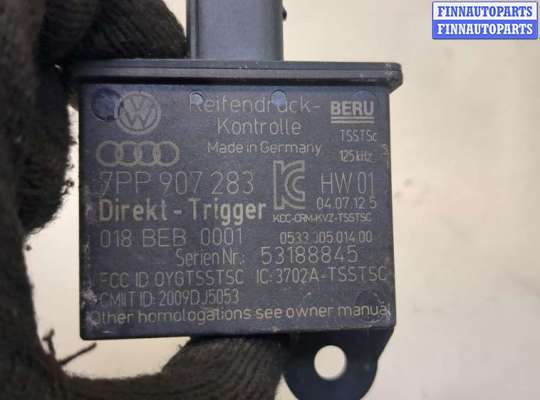 FINNAUTOPARTS
FINNAUTOPARTS
Reifendruck-
Kontrolle
Made in Germany
BERU
TSSTSc
125 kHz
7PP 907 283
HW 01
04.07.12 5
Direkt - Trigger
KCC-CRM-KVZ-TSSTSC
018 BEB 0001
0533.005.014.00
Serien Nr.: 53188845
FCC ID OYGTSSTSC IC: 3702A-TSSTSC
CMIIT ID: 2009DJ5053
Other homologations see owner manual